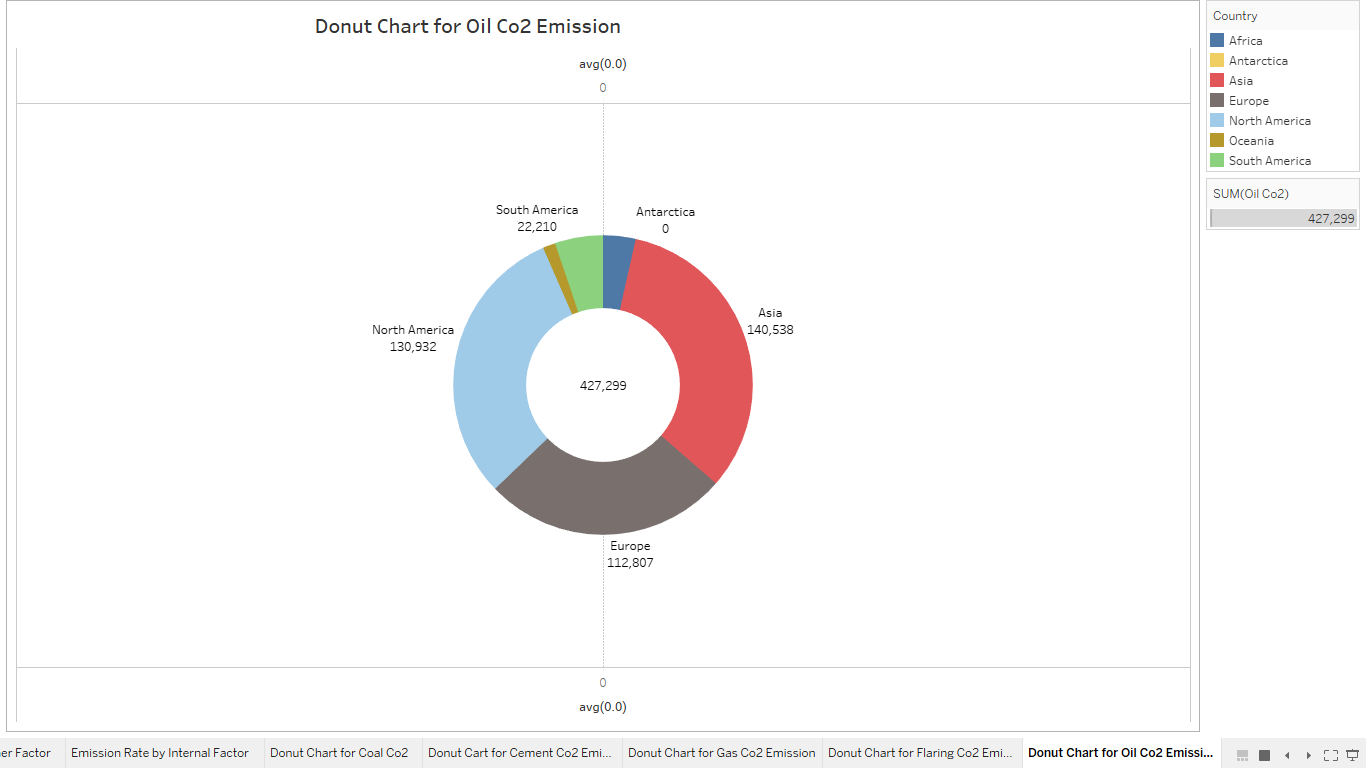 Donut Chart for Oil Co2 Emission
avg(0.0)
0
South America
22,210
Antarctica
0
Asia
140,538
North America
130,932
427,299
Europe
112,807
0
avg(0.0)
Country
Africa
Antarctica
Asia
Europe
North America
Oceania
South America
SUM(Oil Co2)
427,299
er Factor
Emission Rate by Internal Factor
Donut Chart for Coal Co2
Donut Cart for Cement Co2 Emi...
Donut Chart for Gas Co2 Emission
Donut Chart for Flaring Co2 Emi...
Donut Chart for Oil Co2 Emissi...